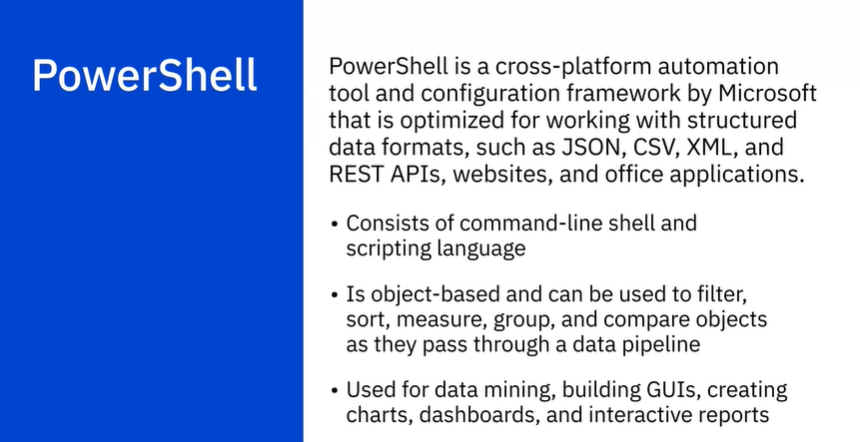 PowerShell
PowerShell is a cross-platform automation
tool and configuration framework by Microsoft
that is optimized for working with structured
data formats, such as JSON, CSV, XML, and
REST APIs, websites, and office applications.
• Consists of command-line shell and
scripting language
• Is object-based and can be used to filter,
sort, measure, group, and compare objects
as they pass through a data pipeline
• Used for data mining, building GUIs, creating
charts, dashboards, and interactive reports